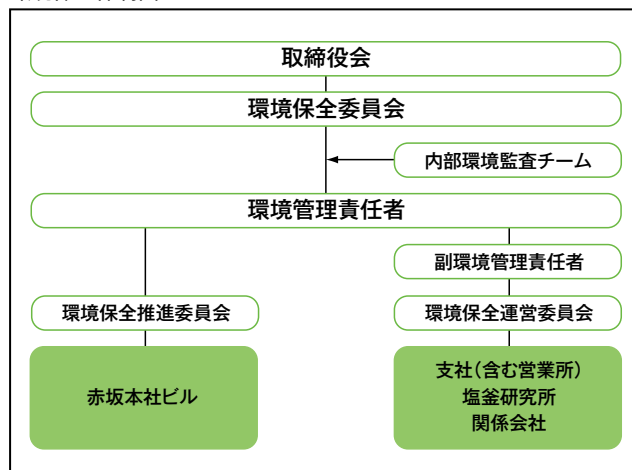 取締役会
環境保全委員会
内部環境監査チーム
環境管理責任者
副環境管理責任者
環境保全推進委員会
環境保全運営委員会
赤坂本社ビル
支社(含む営業所)
塩釜研究所
関係会社